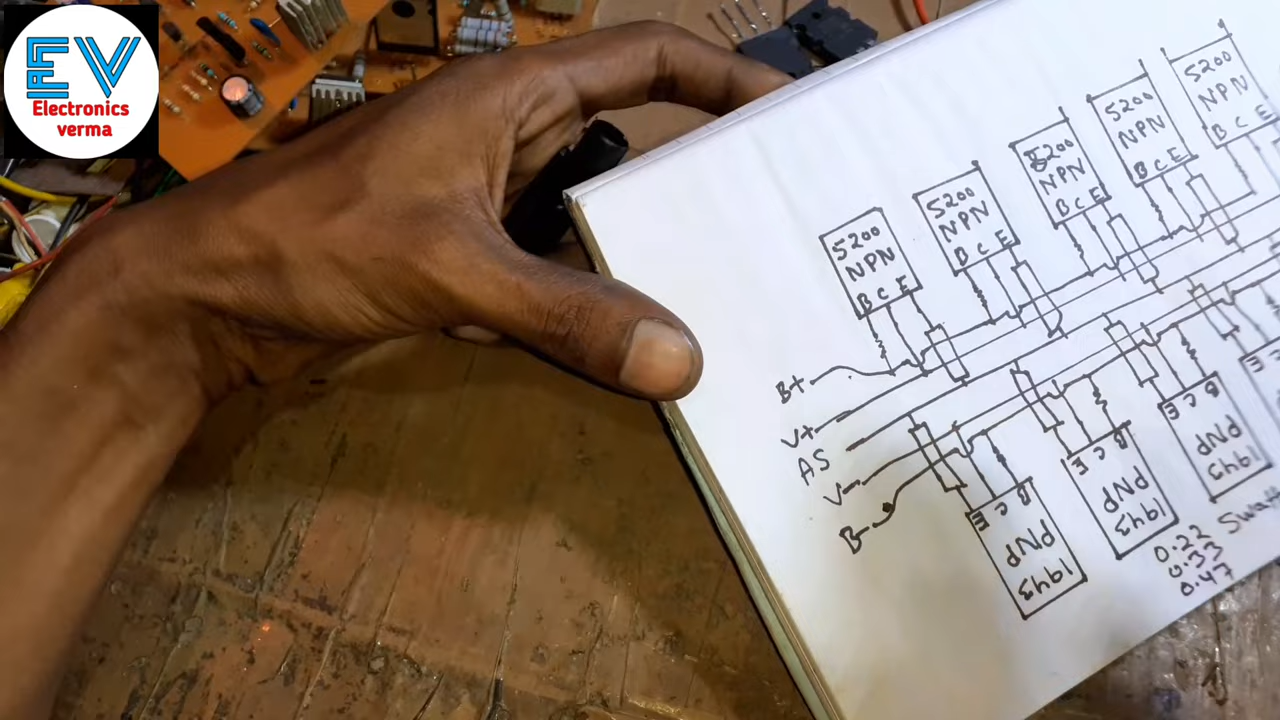 EV
Electronics
verma
5200
NPN
B C E
5200
NPN
B C E
5200
NPN
B C E
5200
NPN
B C E
5200
NPN
B C E
B+
V+
AS
V-
B-
B C E
PNP
1943
B C E
PNP
1943
B C E
PNP
1943
C E
0.22
0.33
0.47
5watt